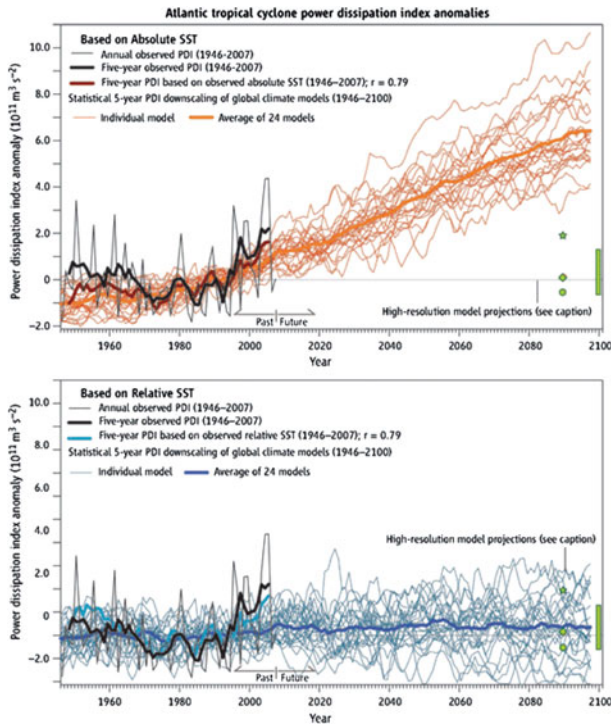 Atlantic tropical cyclone power dissipation index anomalies
Based on Absolute SST
Annual observed PDI (1946-2007)
Five-year observed PDI (1946-2007)
Five-year PDI based on observed absolute SST (1946–2007); r = 0.79
Statistical 5-year PDI downscaling of global climate models (1946–2100)
Individual model
Average of 24 models
Power dissipation index anomaly (10¹¹ m³ s⁻²)
10.0
8.0
6.0
4.0
2.0
0
−2.0
High-resolution model projections (see caption)
Past
Future
1960
1980
2000
2020
2040
2060
2080
2100
Year
Based on Relative SST
Annual observed PDI (1946–2007)
Five-year observed PDI (1946–2007)
Five-year PDI based on observed relative SST (1946–2007); r = 0.79
Statistical 5-year PDI downscaling of global climate models (1946–2100)
Individual model
Average of 24 models
Power dissipation index anomaly (10¹¹ m³ s⁻²)
10.0
8.0
6.0
4.0
2.0
0
−2.0
High-resolution model projections (see caption)
Past
Future
1960
1980
2000
2020
2040
2060
2080
2100
Year